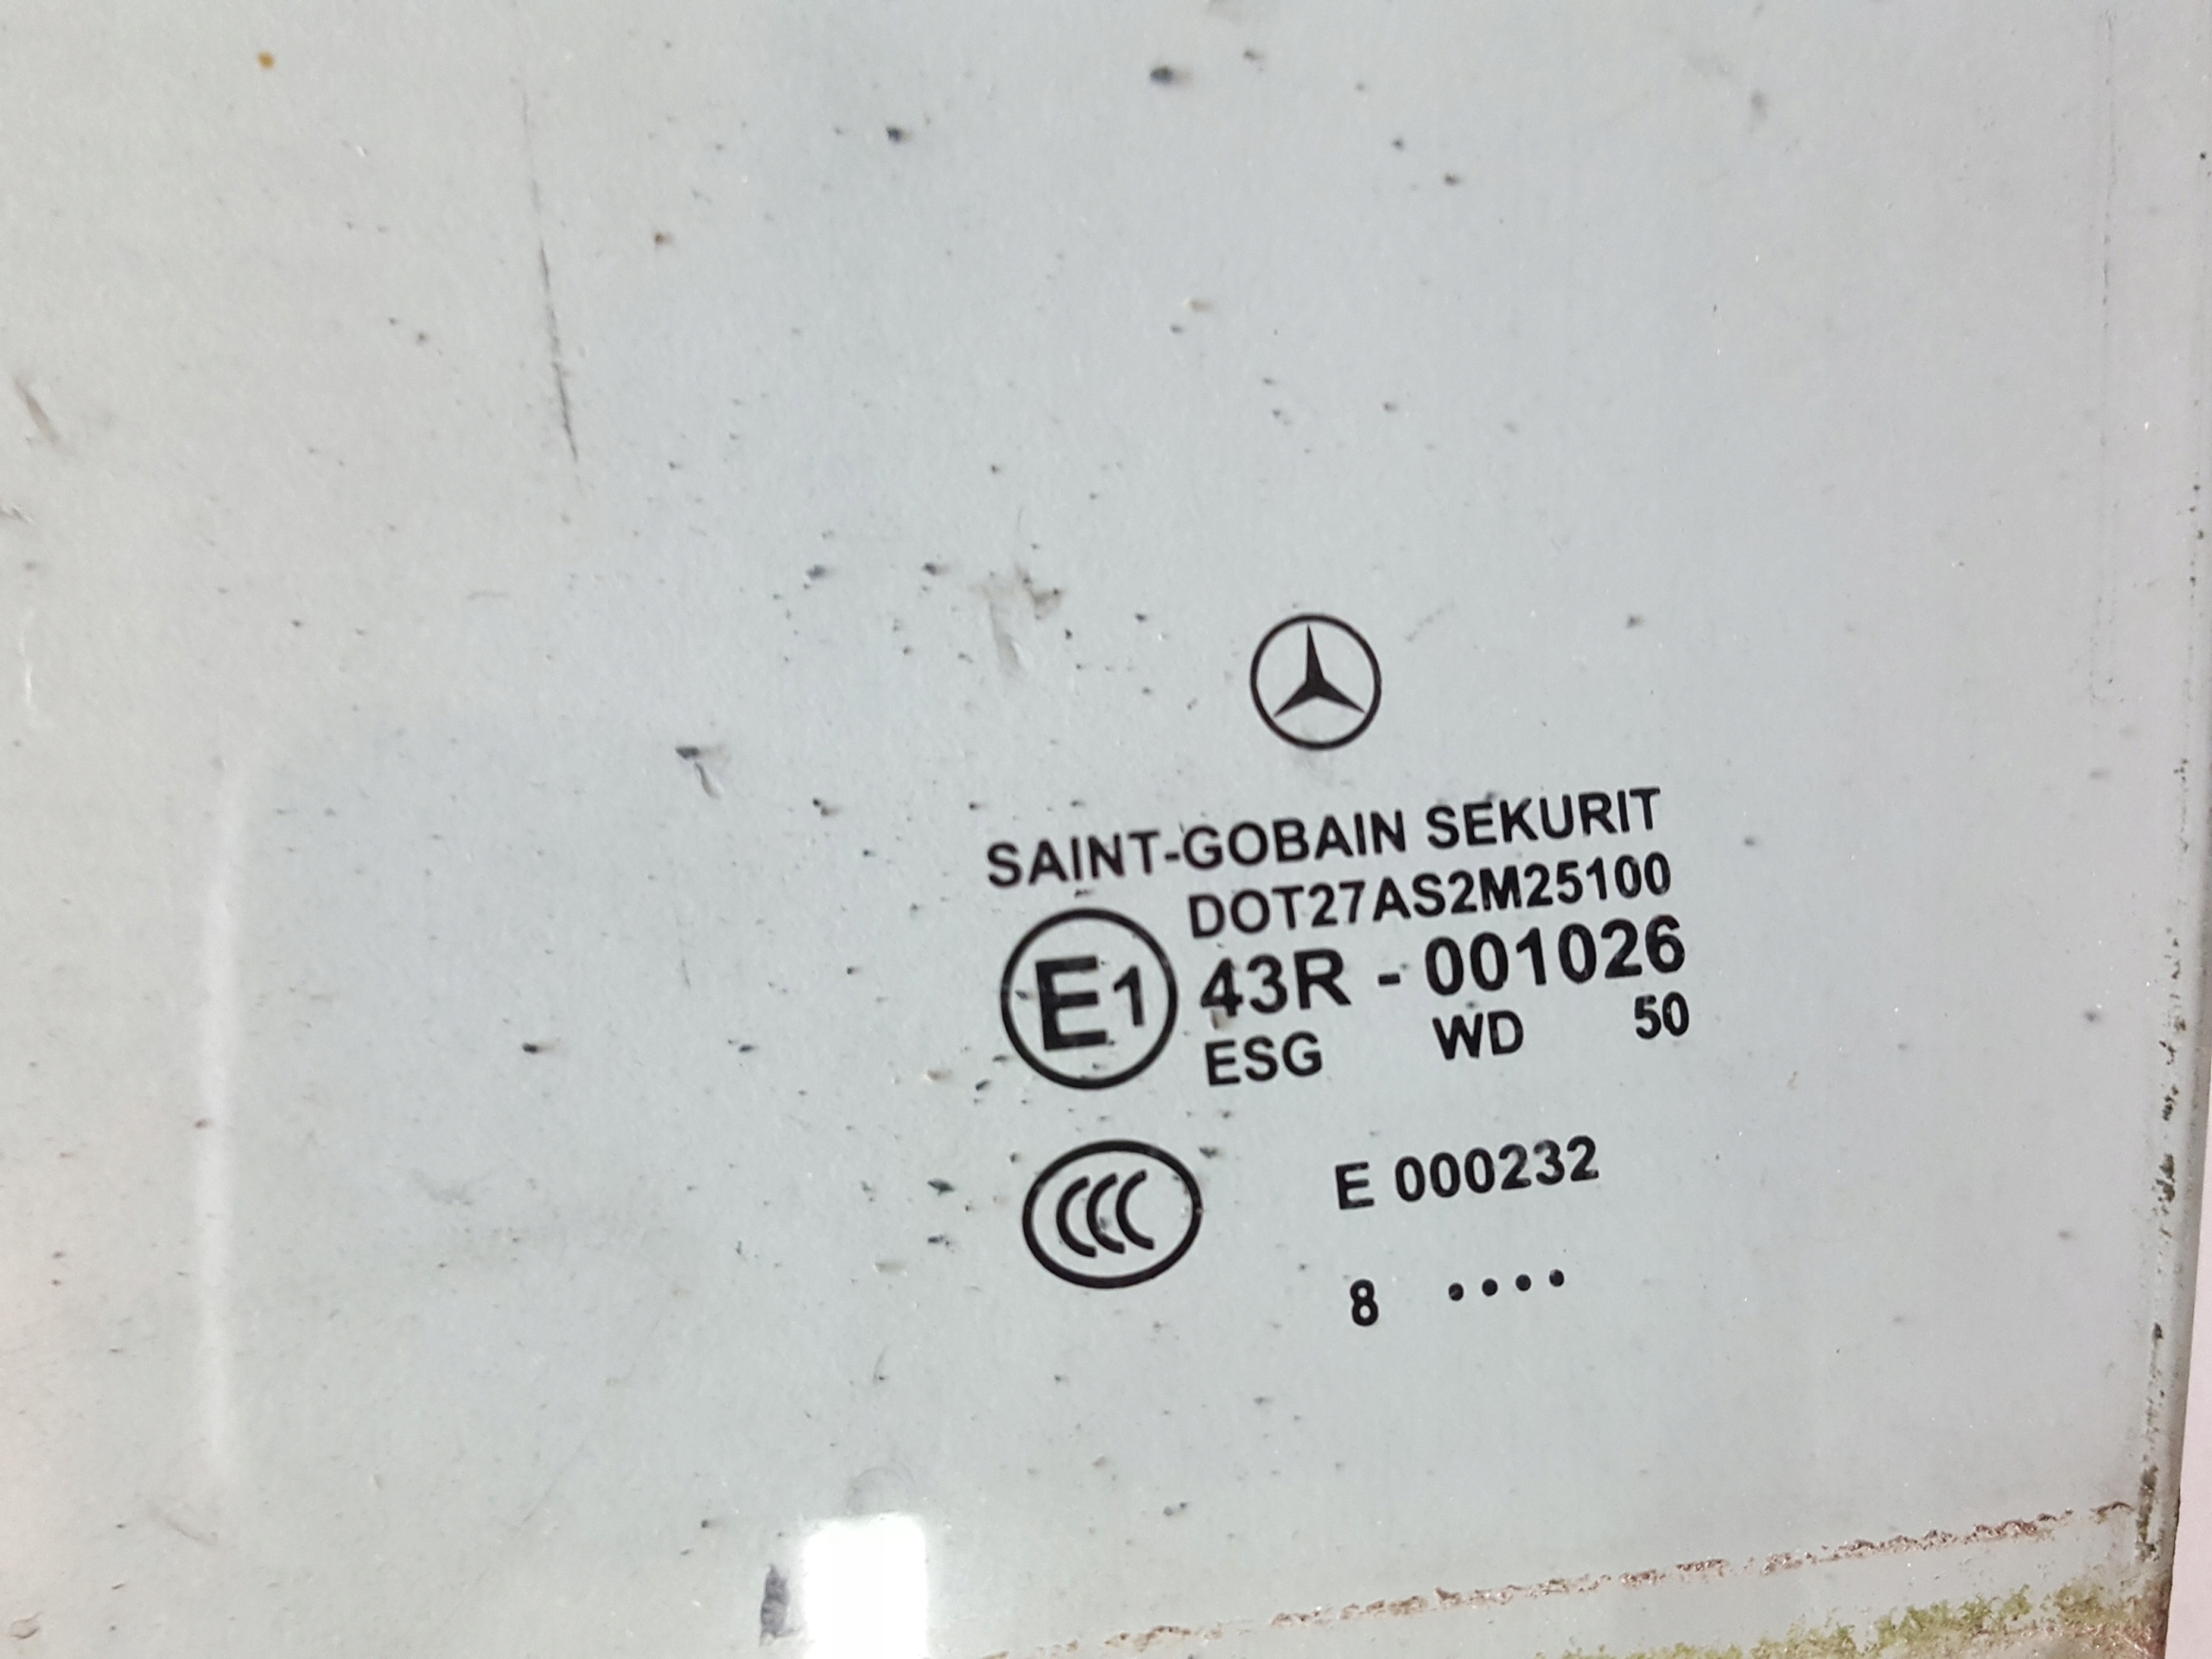 SAINT-GOBAIN SEKURIT
DOT27AS2M25100
E1 43R - 001026
ESG WD 50
CCC E 000232
8 ····